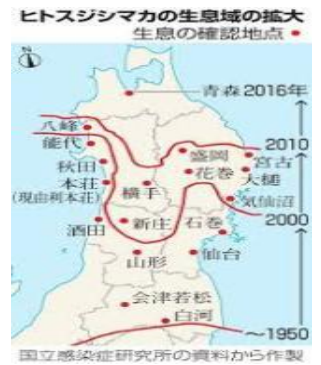 ヒトスジシマカの生息域の拡大
生息の確認地点 ●
青森 2016年
八峰
能代
2010
盛岡
宮古
秋田
花巻
大槌
本荘
(現由利本荘)
横手
気仙沼
2000
酒田
新庄
石巻
山形
仙台
会津若松
白河
~1950
国立感染症研究所の資料から作製